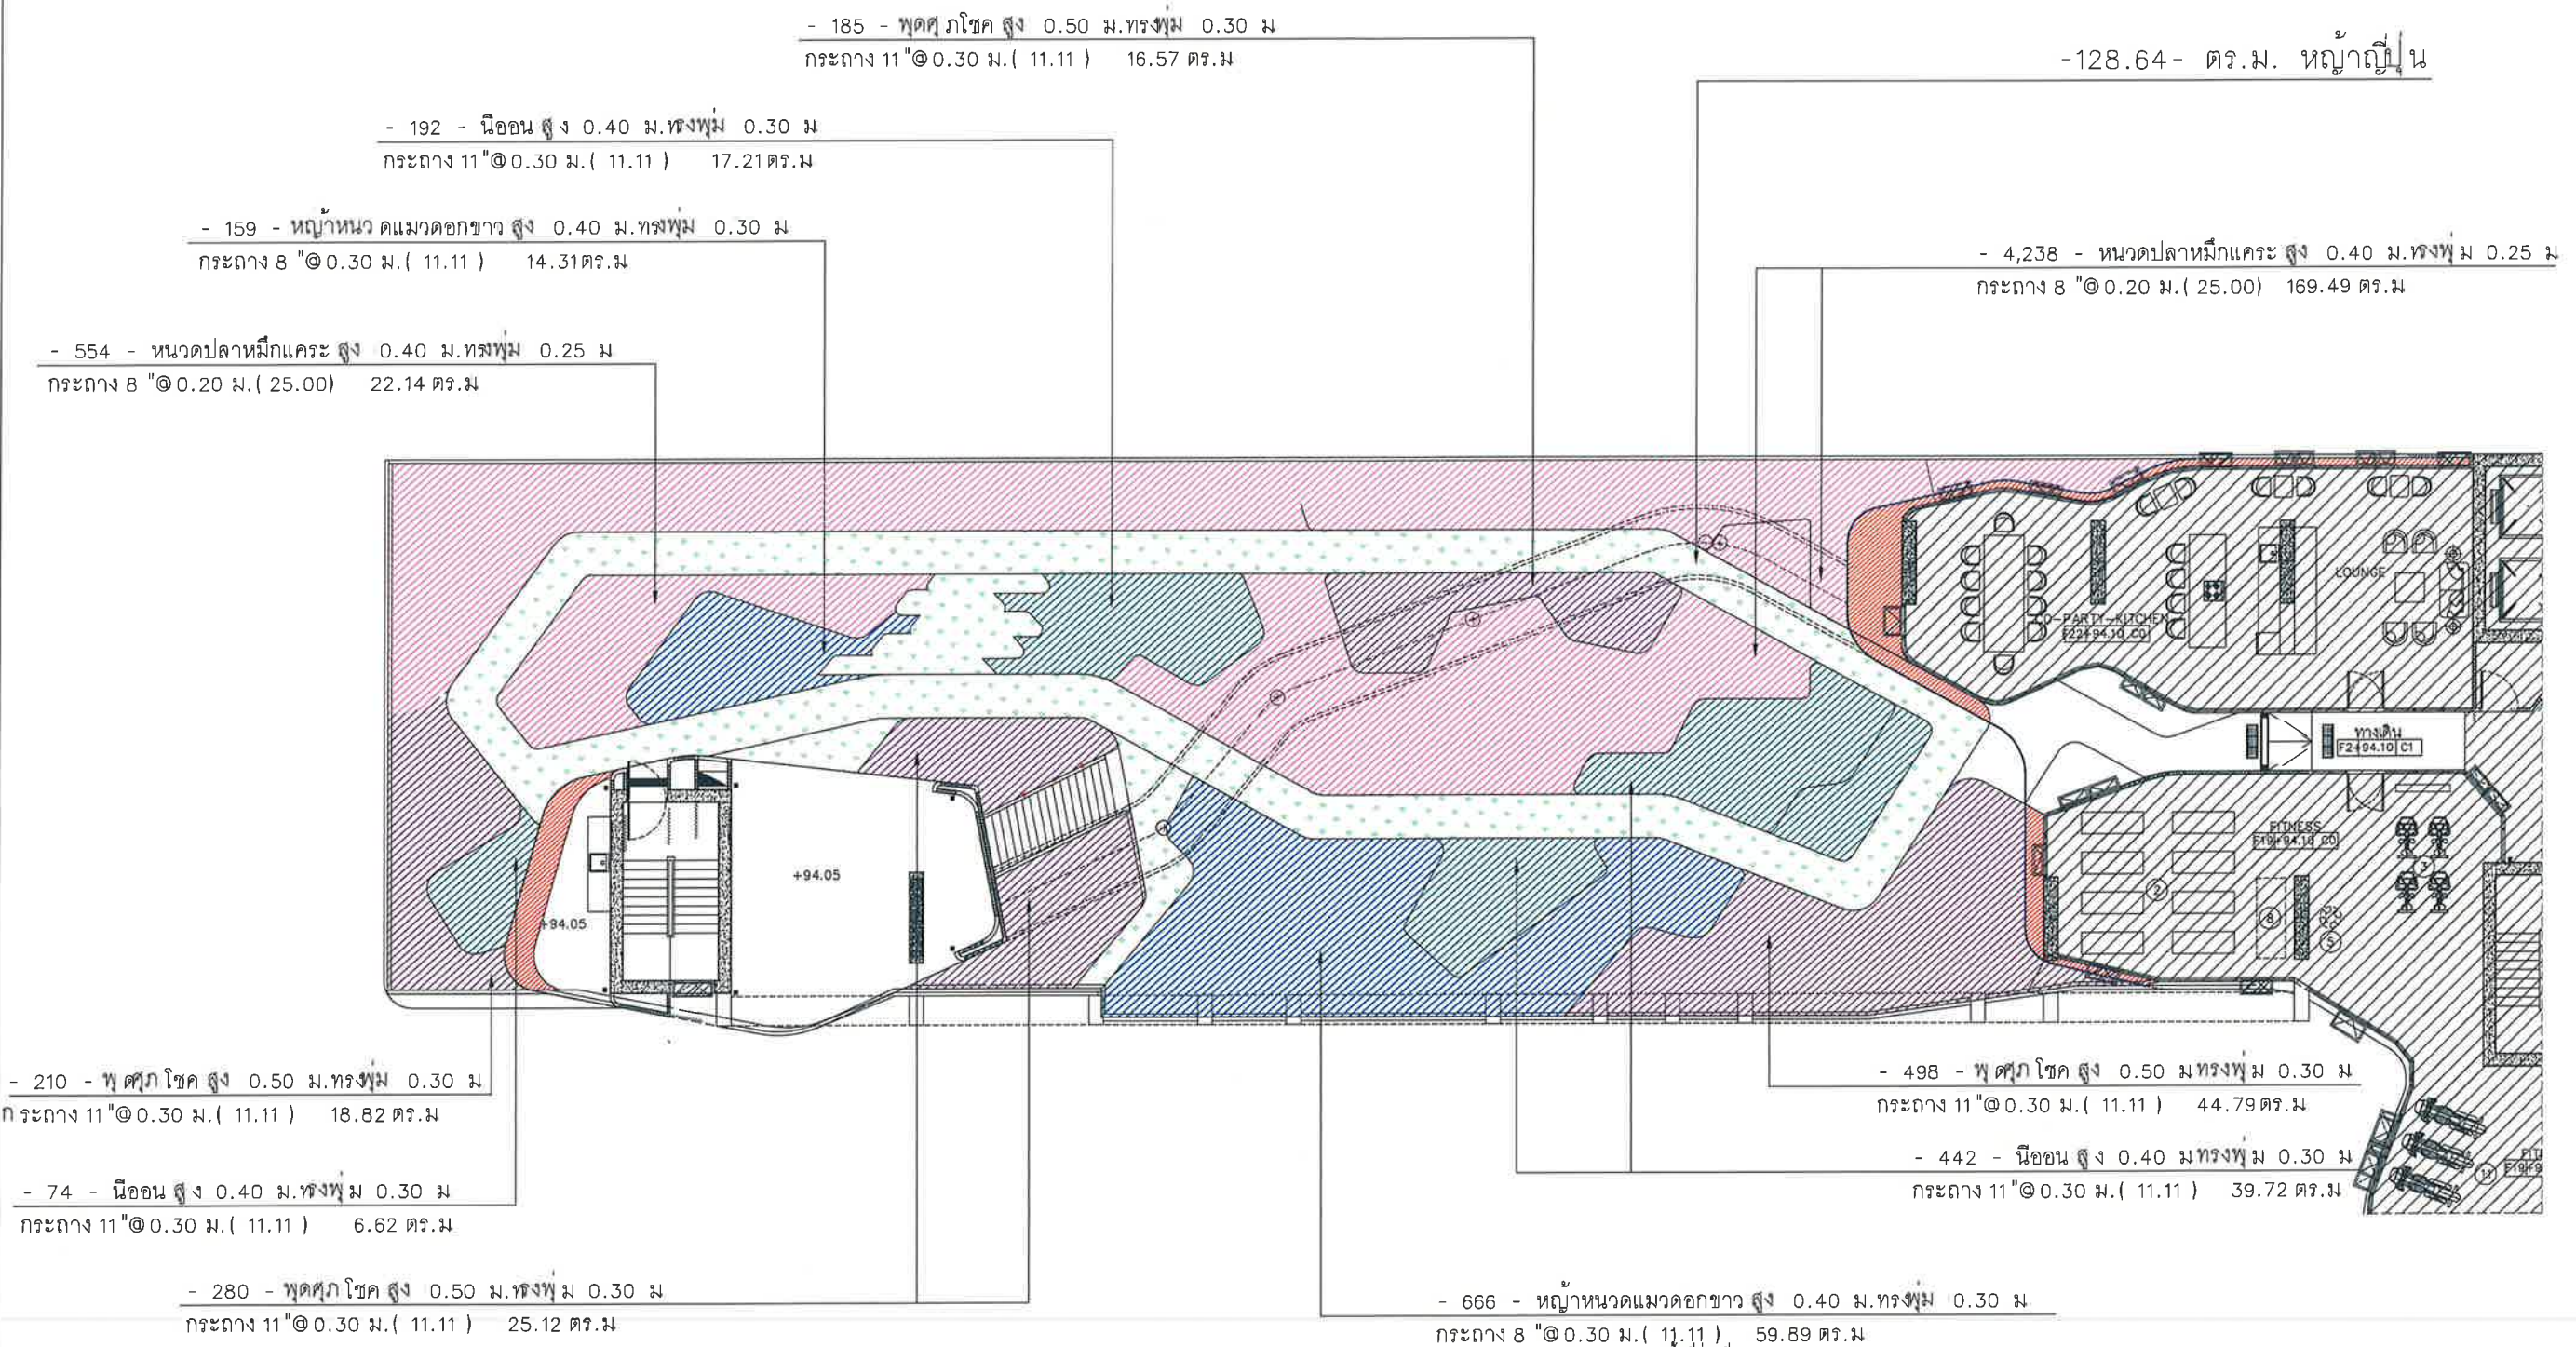 - 185 - พุดศุภโชค สูง 0.50 ม.ทรงพุ่ม 0.30 ม
กระถาง 11 "@ 0.30 ม.( 11.11 ) 16.57 ตร.ม
-128.64- ตร.ม. หญ้าญี่ปุ่น
- 192 - นีออน สูง 0.40 ม.ทรงพุ่ม 0.30 ม
กระถาง 11 "@ 0.30 ม.( 11.11 ) 17.21 ตร.ม
- 159 - หญ้าหนวดแมวดอกขาว สูง 0.40 ม.ทรงพุ่ม 0.30 ม
กระถาง 8 "@ 0.30 ม.( 11.11 ) 14.31 ตร.ม
- 4,238 - หนวดปลาหมึกแคระ สูง 0.40 ม.ทรงพุ่ม 0.25 ม
กระถาง 8 "@ 0.20 ม.( 25.00) 169.49 ตร.ม
- 554 - หนวดปลาหมึกแคระ สูง 0.40 ม.ทรงพุ่ม 0.25 ม
กระถาง 8 "@ 0.20 ม.( 25.00) 22.14 ตร.ม
LOUNGE
CO-PARTY-KITCHEN
F22+94.10 C0
ทางเดิน
F2+94.10 C1
FITNESS
F19+94.10 C0
+94.05
+94.05
2
3
8
5
11
- 210 - พุดศุภโชค สูง 0.50 ม.ทรงพุ่ม 0.30 ม
กระถาง 11 "@ 0.30 ม.( 11.11 ) 18.82 ตร.ม
- 498 - พุดศุภโชค สูง 0.50 ม.ทรงพุ่ม 0.30 ม
กระถาง 11 "@ 0.30 ม.( 11.11 ) 44.79 ตร.ม
- 442 - นีออน สูง 0.40 ม.ทรงพุ่ม 0.30 ม
กระถาง 11 "@ 0.30 ม.( 11.11 ) 39.72 ตร.ม
- 74 - นีออน สูง 0.40 ม.ทรงพุ่ม 0.30 ม
กระถาง 11 "@ 0.30 ม.( 11.11 ) 6.62 ตร.ม
- 280 - พุดศุภโชค สูง 0.50 ม.ทรงพุ่ม 0.30 ม
กระถาง 11 "@ 0.30 ม.( 11.11 ) 25.12 ตร.ม
- 666 - หญ้าหนวดแมวดอกขาว สูง 0.40 ม.ทรงพุ่ม 0.30 ม
กระถาง 8 "@ 0.30 ม.( 11.11 ) 59.89 ตร.ม